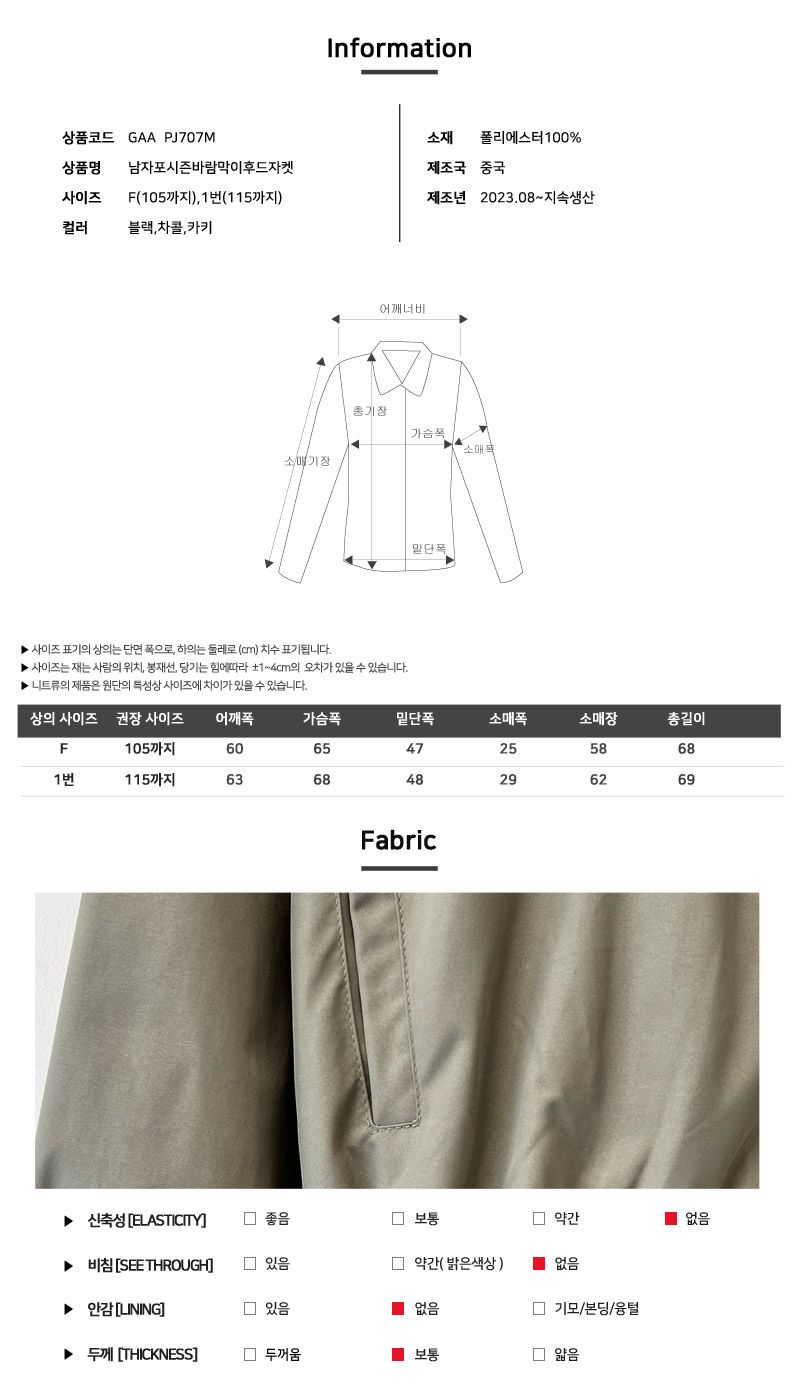 Information
상품코드 GAA PJ707M
상품명 남자포시즌바람막이후드자켓
사이즈 F(105까지),1번(115까지)
컬러 블랙,차콜,카키
소재 폴리에스터100%
제조국 중국
제조년 2023.08~지속생산
어깨너비
총기장
가슴폭
소매폭
소매기장
밑단폭
▶ 사이즈 표기의 상의는 단면 폭으로, 하의는 둘레로 (cm) 치수 표기됩니다.
▶ 사이즈는 재는 사람의 위치, 봉재선, 당기는 힘에따라 ±1~4cm의 오차가 있을 수 있습니다.
▶ 니트류의 제품은 원단의 특성상 사이즈에 차이가 있을 수 있습니다.
상의 사이즈 권장 사이즈 어깨폭 가슴폭 밑단폭 소매폭 소매장 총길이
F 105까지 60 65 47 25 58 68
1번 115까지 63 68 48 29 62 69
Fabric
▶ 신축성 [ELASTICITY] □ 좋음 □ 보통 □ 약간 ■ 없음
▶ 비침 [SEE THROUGH] □ 있음 □ 약간( 밝은색상 ) ■ 없음
▶ 안감 [LINING] □ 있음 ■ 없음 □ 기모/본딩/융털
▶ 두께 [THICKNESS] □ 두꺼움 ■ 보통 □ 얇음